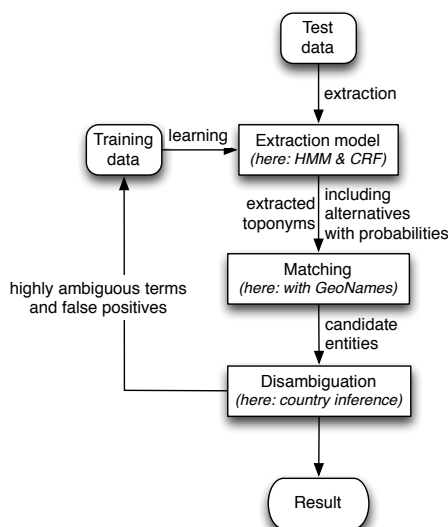 Test
data
extraction
Training
data
learning
Extraction model
(here: HMM & CRF)
extracted
toponyms
including
alternatives
with probabilities
highly ambiguous terms
and false positives
Matching
(here: with GeoNames)
candidate
entities
Disambiguation
(here: country inference)
Result